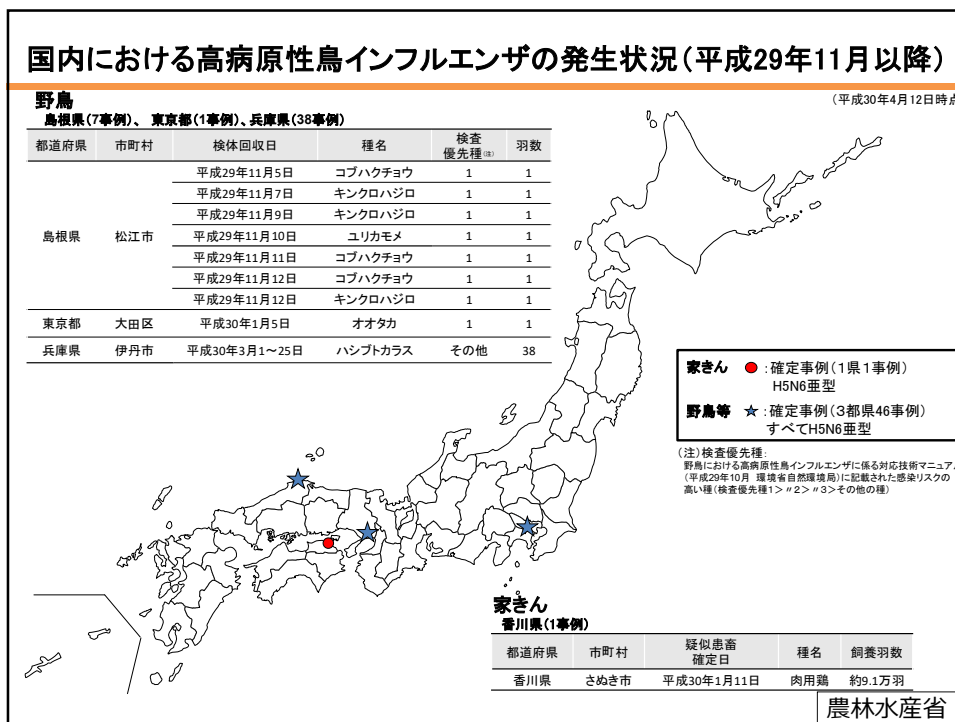 国内における高病原性鳥インフルエンザの発生状況(平成29年11月以降)
(平成30年4月12日時点
野鳥
島根県(7事例)、 東京都(1事例)、兵庫県(38事例)
都道府県 市町村 検体回収日 種名 検査優先種(注) 羽数
島根県 松江市 平成29年11月5日 コブハクチョウ 1 1
平成29年11月7日 キンクロハジロ 1 1
平成29年11月9日 キンクロハジロ 1 1
平成29年11月10日 ユリカモメ 1 1
平成29年11月11日 コブハクチョウ 1 1
平成29年11月12日 コブハクチョウ 1 1
平成29年11月12日 キンクロハジロ 1 1
東京都 大田区 平成30年1月5日 オオタカ 1 1
兵庫県 伊丹市 平成30年3月1~25日 ハシブトカラス その他 38
家きん :確定事例(1県1事例)
H5N6亜型
野鳥等 :確定事例(3都県46事例)
すべてH5N6亜型
(注)検査優先種:
野鳥における高病原性鳥インフルエンザに係る対応技術マニュアル
(平成29年10月 環境省自然環境局)に記載された感染リスクの
高い種(検査優先種1>〃2>〃3>その他の種)
家きん
香川県(1事例)
都道府県 市町村 疑似患畜確定日 種名 飼養羽数
香川県 さぬき市 平成30年1月11日 肉用鶏 約9.1万羽
農林水産省